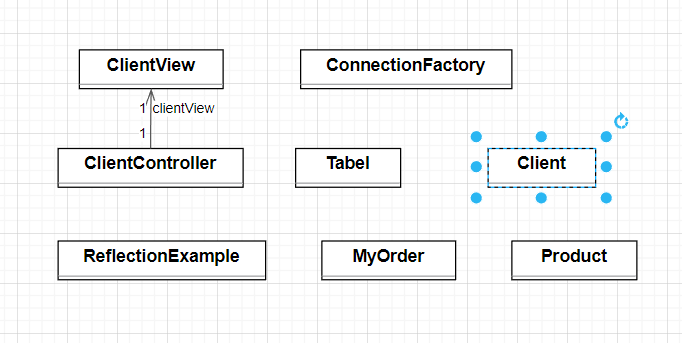 ClientView
ConnectionFactory
1 clientView
1
ClientController
Tabel
Client
ReflectionExample
MyOrder
Product